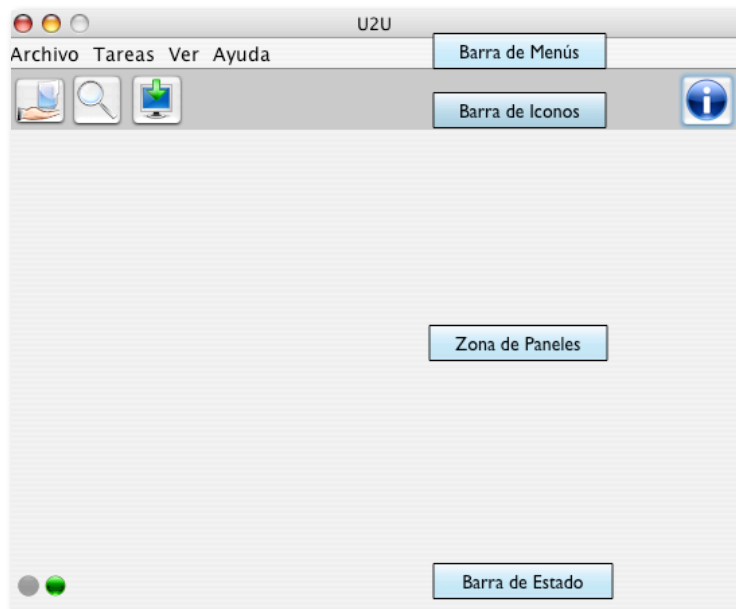 U2U
Archivo Tareas Ver Ayuda
Barra de Menús
Barra de Iconos
Zona de Paneles
Barra de Estado